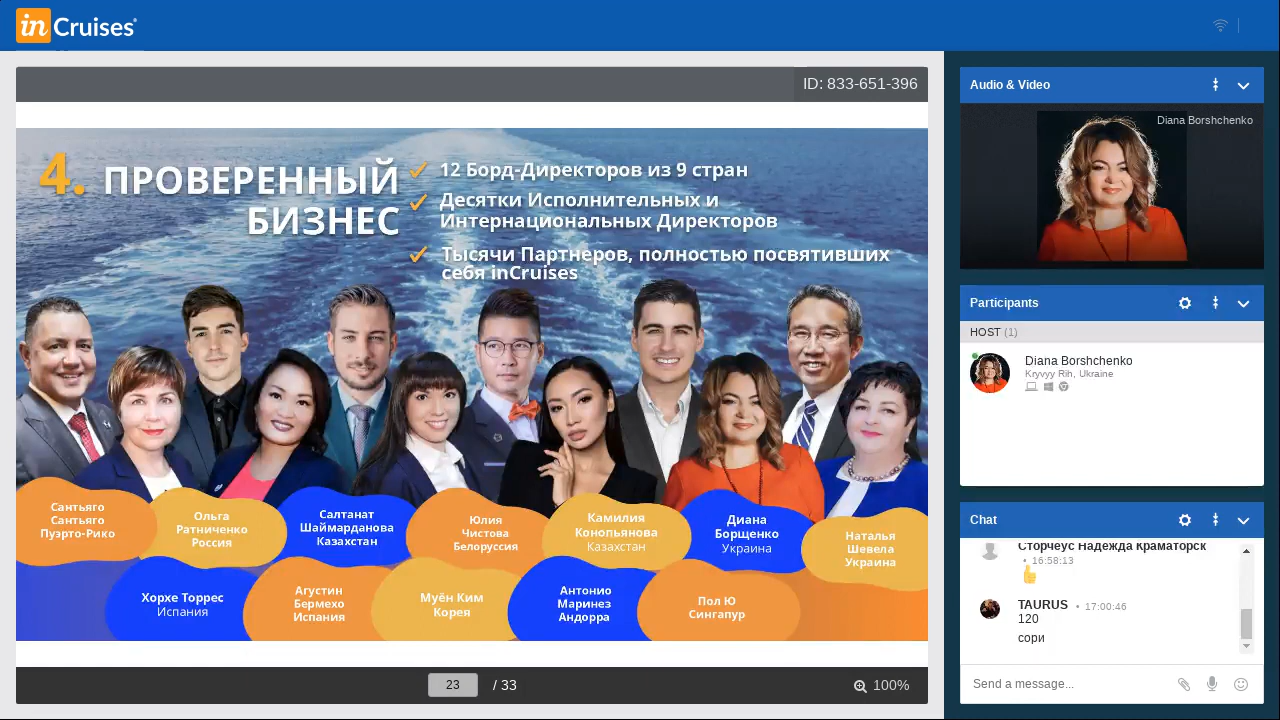 in Cruises
ID: 833-651-396
4. ПРОВЕРЕННЫЙ
БИЗНЕС
12 Борд-Директоров из 9 стран
Десятки Исполнительных и
Интернациональных Директоров
Тысячи Партнеров, полностью посвятивших
себя inCruises
Сантьяго
Сантьяго
Пуэрто-Рико
Ольга
Ратниченко
Россия
Салтанат
Шаймарданова
Казахстан
Юлия
Чистова
Белоруссия
Камилия
Конопьянова
Казахстан
Диана
Борщенко
Украина
Наталья
Шевела
Украина
Хорхе Торрес
Испания
Агустин
Бермехо
Испания
Муён Ким
Корея
Антонио
Маринез
Андорра
Пол Ю
Сингапур
23 / 33
100%
Audio & Video
Diana Borshchenko
Participants
HOST (1)
Diana Borshchenko
Kryvyy Rih, Ukraine
Chat
Сторчеус Надежда Краматорск
• 16:58:13
TAURUS • 17:00:46
120
сори
Send a message...